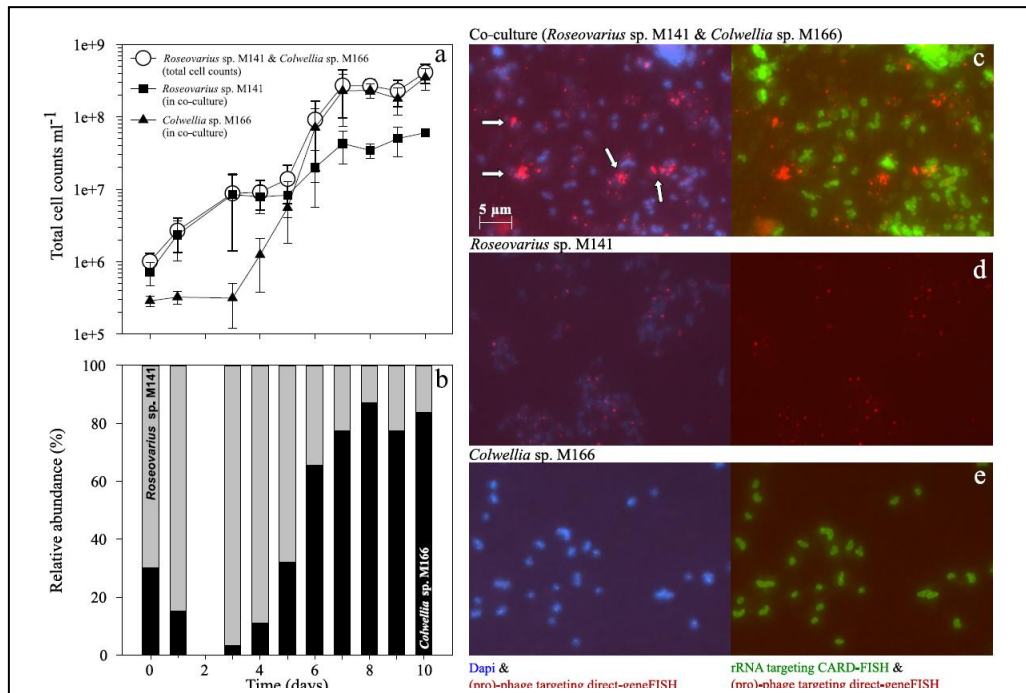 a
1e+9
1e+8
1e+7
1e+6
1e+5
Total cell counts ml⁻¹
Roseovarius sp. M141 & Colwellia sp. M166
(total cell counts)
Roseovarius sp. M141
(in co-culture)
Colwellia sp. M166
(in co-culture)
b
100
80
60
40
20
0
Relative abundance (%)
Roseovarius sp. M141
Colwellia sp. M166
0 2 4 6 8 10
Time (days)
Co-culture (Roseovarius sp. M141 & Colwellia sp. M166)
c
5 µm
Roseovarius sp. M141
d
Colwellia sp. M166
e
Dapi &
(pro)-phage targeting direct-geneFISH
rRNA targeting CARD-FISH &
(pro)-phage targeting direct-geneFISH